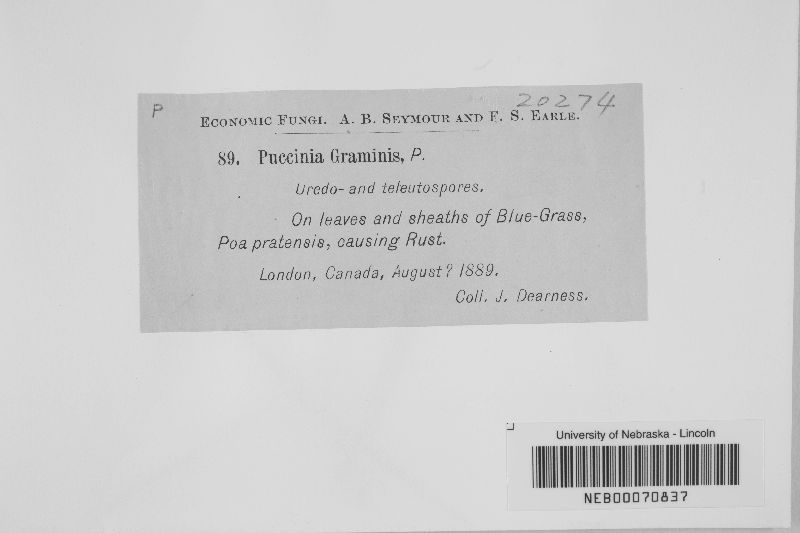 P
20274
ECONOMIC FUNGI. A. B. SEYMOUR AND F. S. EARLE.
89. Puccinia Graminis, P.
Uredo- and teleutospores.
On leaves and sheaths of Blue-Grass,
Poa pratensis, causing Rust.
London, Canada, August? 1889.
Coll. J. Dearness.
University of Nebraska - Lincoln
NEB00070837